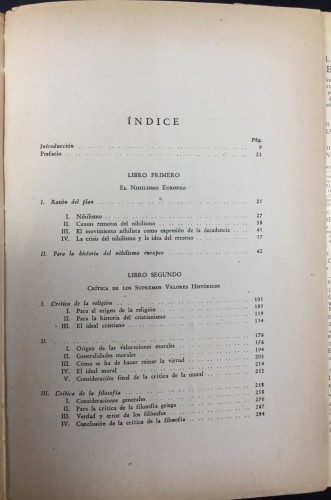 ÍNDICE
Pág.
Introducción 9
Prefacio 21
LIBRO PRIMERO
El Nihilismo Europeo
I. Razón del plan 25
I. Nihilismo 27
II. Causas remotas del nihilismo 38
III. El movimiento nihilista como expresión de la decadencia 41
IV. La crisis del nihilismo y la idea del retorno 57
II. Para la historia del nihilismo europeo 62
LIBRO SEGUNDO
Crítica de los Supremos Valores Históricos
I. Crítica de la religión 101
I. Para el origen de la religión 103
II. Para la historia del cristianismo 119
III. El ideal cristiano 154
II. 176
I. Origen de las valoraciones morales 176
II. Generalidades morales 203
III. Cómo se ha de hacer reinar la virtud 214
IV. El ideal moral 252
V. Consideración final de la crítica de la moral
III. Crítica de la filosofía 258
I. Consideraciones generales 270
II. Para la crítica de la filosofía griega 287
III. Verdad y error de los filósofos 294
IV. Conclusión de la crítica de la filosofía